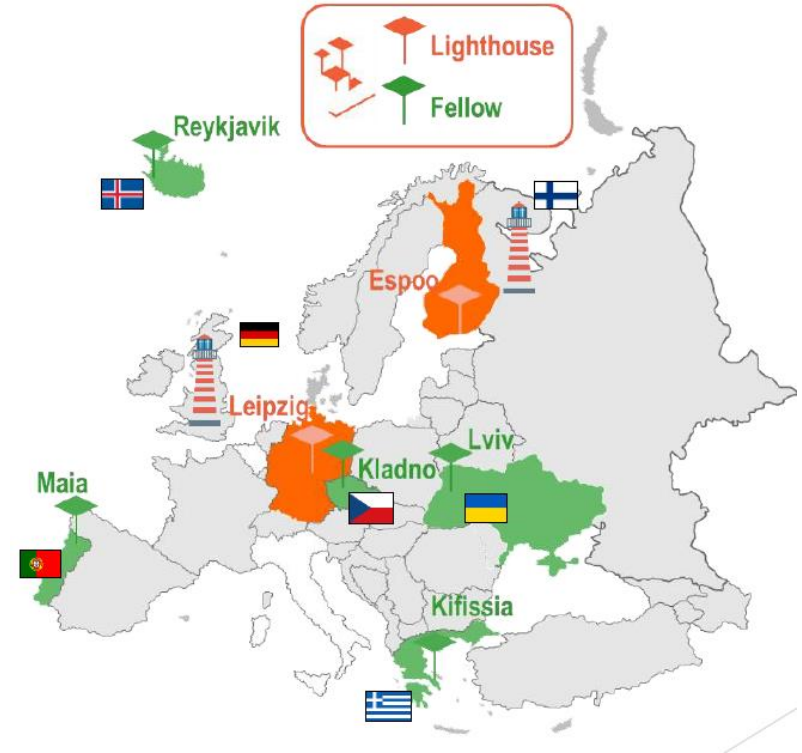 Lighthouse
Fellow
Reykjavik
Espoo
Leipzig
Kladno
Lviv
Maia
Kifissia